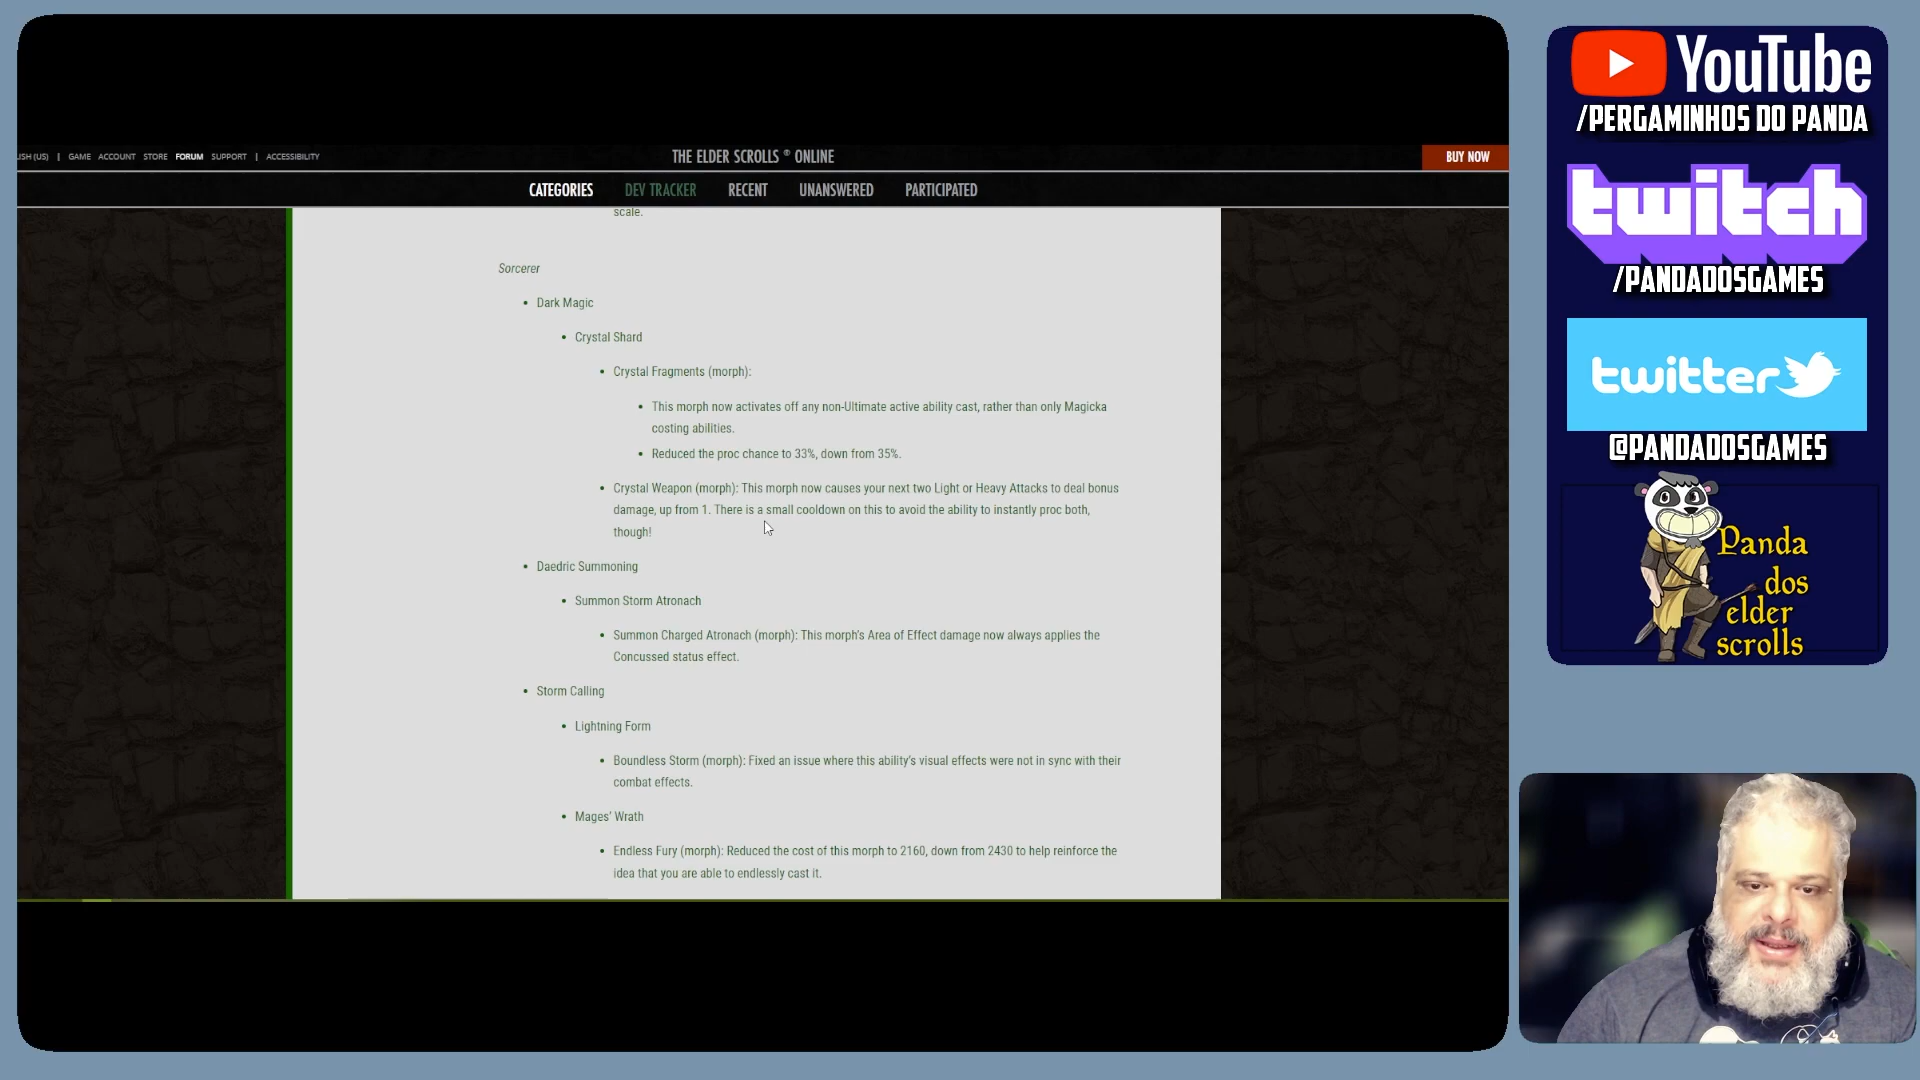 JSH (US) | GAME ACCOUNT STORE FORUM SUPPORT | ACCESSIBILITY
THE ELDER SCROLLS ® ONLINE
BUY NOW
CATEGORIES DEV TRACKER RECENT UNANSWERED PARTICIPATED
scale.
Sorcerer
• Dark Magic
• Crystal Shard
• Crystal Fragments (morph):
• This morph now activates off any non-Ultimate active ability cast, rather than only Magicka
costing abilities.
• Reduced the proc chance to 33%, down from 35%.
• Crystal Weapon (morph): This morph now causes your next two Light or Heavy Attacks to deal bonus
damage, up from 1. There is a small cooldown on this to avoid the ability to instantly proc both,
though!
• Daedric Summoning
• Summon Storm Atronach
• Summon Charged Atronach (morph): This morph's Area of Effect damage now always applies the
Concussed status effect.
• Storm Calling
• Lightning Form
• Boundless Storm (morph): Fixed an issue where this ability's visual effects were not in sync with their
combat effects.
• Mages' Wrath
• Endless Fury (morph): Reduced the cost of this morph to 2160, down from 2430 to help reinforce the
idea that you are able to endlessly cast it.
YouTube
/PERGAMINHOS DO PANDA
twitch
/PANDADOSGAMES
twitter
@PANDADOSGAMES
Panda
dos
elder
scrolls